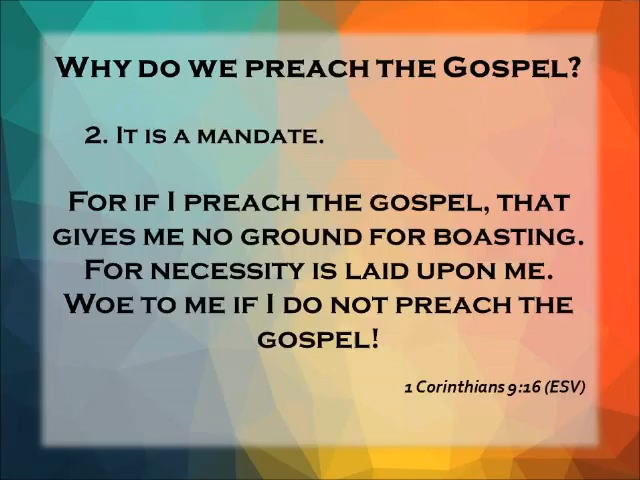 Why do we preach the Gospel?
2. It is a mandate.
For if I preach the gospel, that
gives me no ground for boasting.
For necessity is laid upon me.
Woe to me if I do not preach the
gospel!
1 Corinthians 9:16 (ESV)